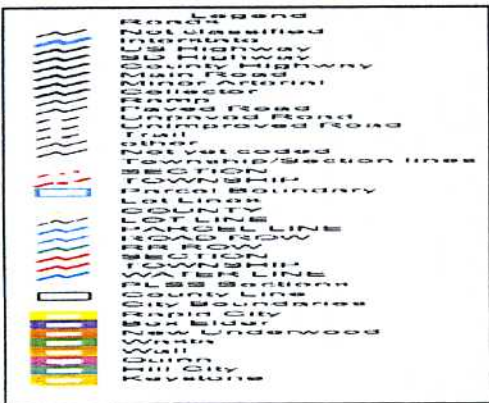 Legend
Roads
Not classified
Interstate
US Highway
SD Highway
County Highway
Main Road
Minor Arterial
Collector
Ramp
Paved Road
Unpaved Road
Unimproved Road
Trail
other
Not yet coded
Township/Section lines
SECTION
TOWNSHIP
Parcel Boundary
Lot Lines
COUNTY
LOT LINE
PARCEL LINE
ROAD ROW
RR ROW
SECTION
TOWNSHIP
WATER LINE
PLSS Sections
County Line
City Boundaries
Rapid City
Box Elder
New Underwood
Wasta
Wall
Quinn
Hill City
Keystone